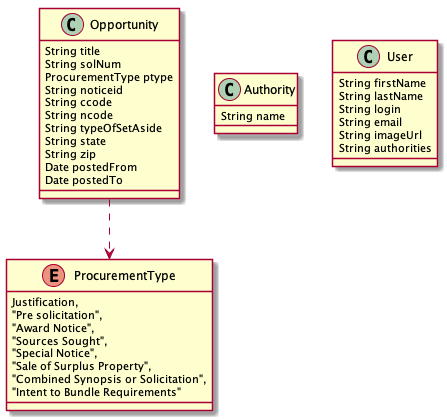 C Opportunity
String title
String solNum
ProcurementType ptype
String noticeid
String ccode
String ncode
String typeOfSetAside
String state
String zip
Date postedFrom
Date postedTo
C Authority
String name
C User
String firstName
String lastName
String login
String email
String imageUrl
String authorities
E ProcurementType
Justification,
"Pre solicitation",
"Award Notice",
"Sources Sought",
"Special Notice",
"Sale of Surplus Property",
"Combined Synopsis or Solicitation",
"Intent to Bundle Requirements"